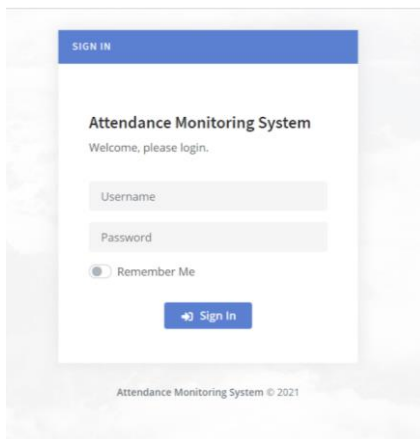 SIGN IN
Attendance Monitoring System
Welcome, please login.
Username
Password
Remember Me
Sign In
Attendance Monitoring System © 2021